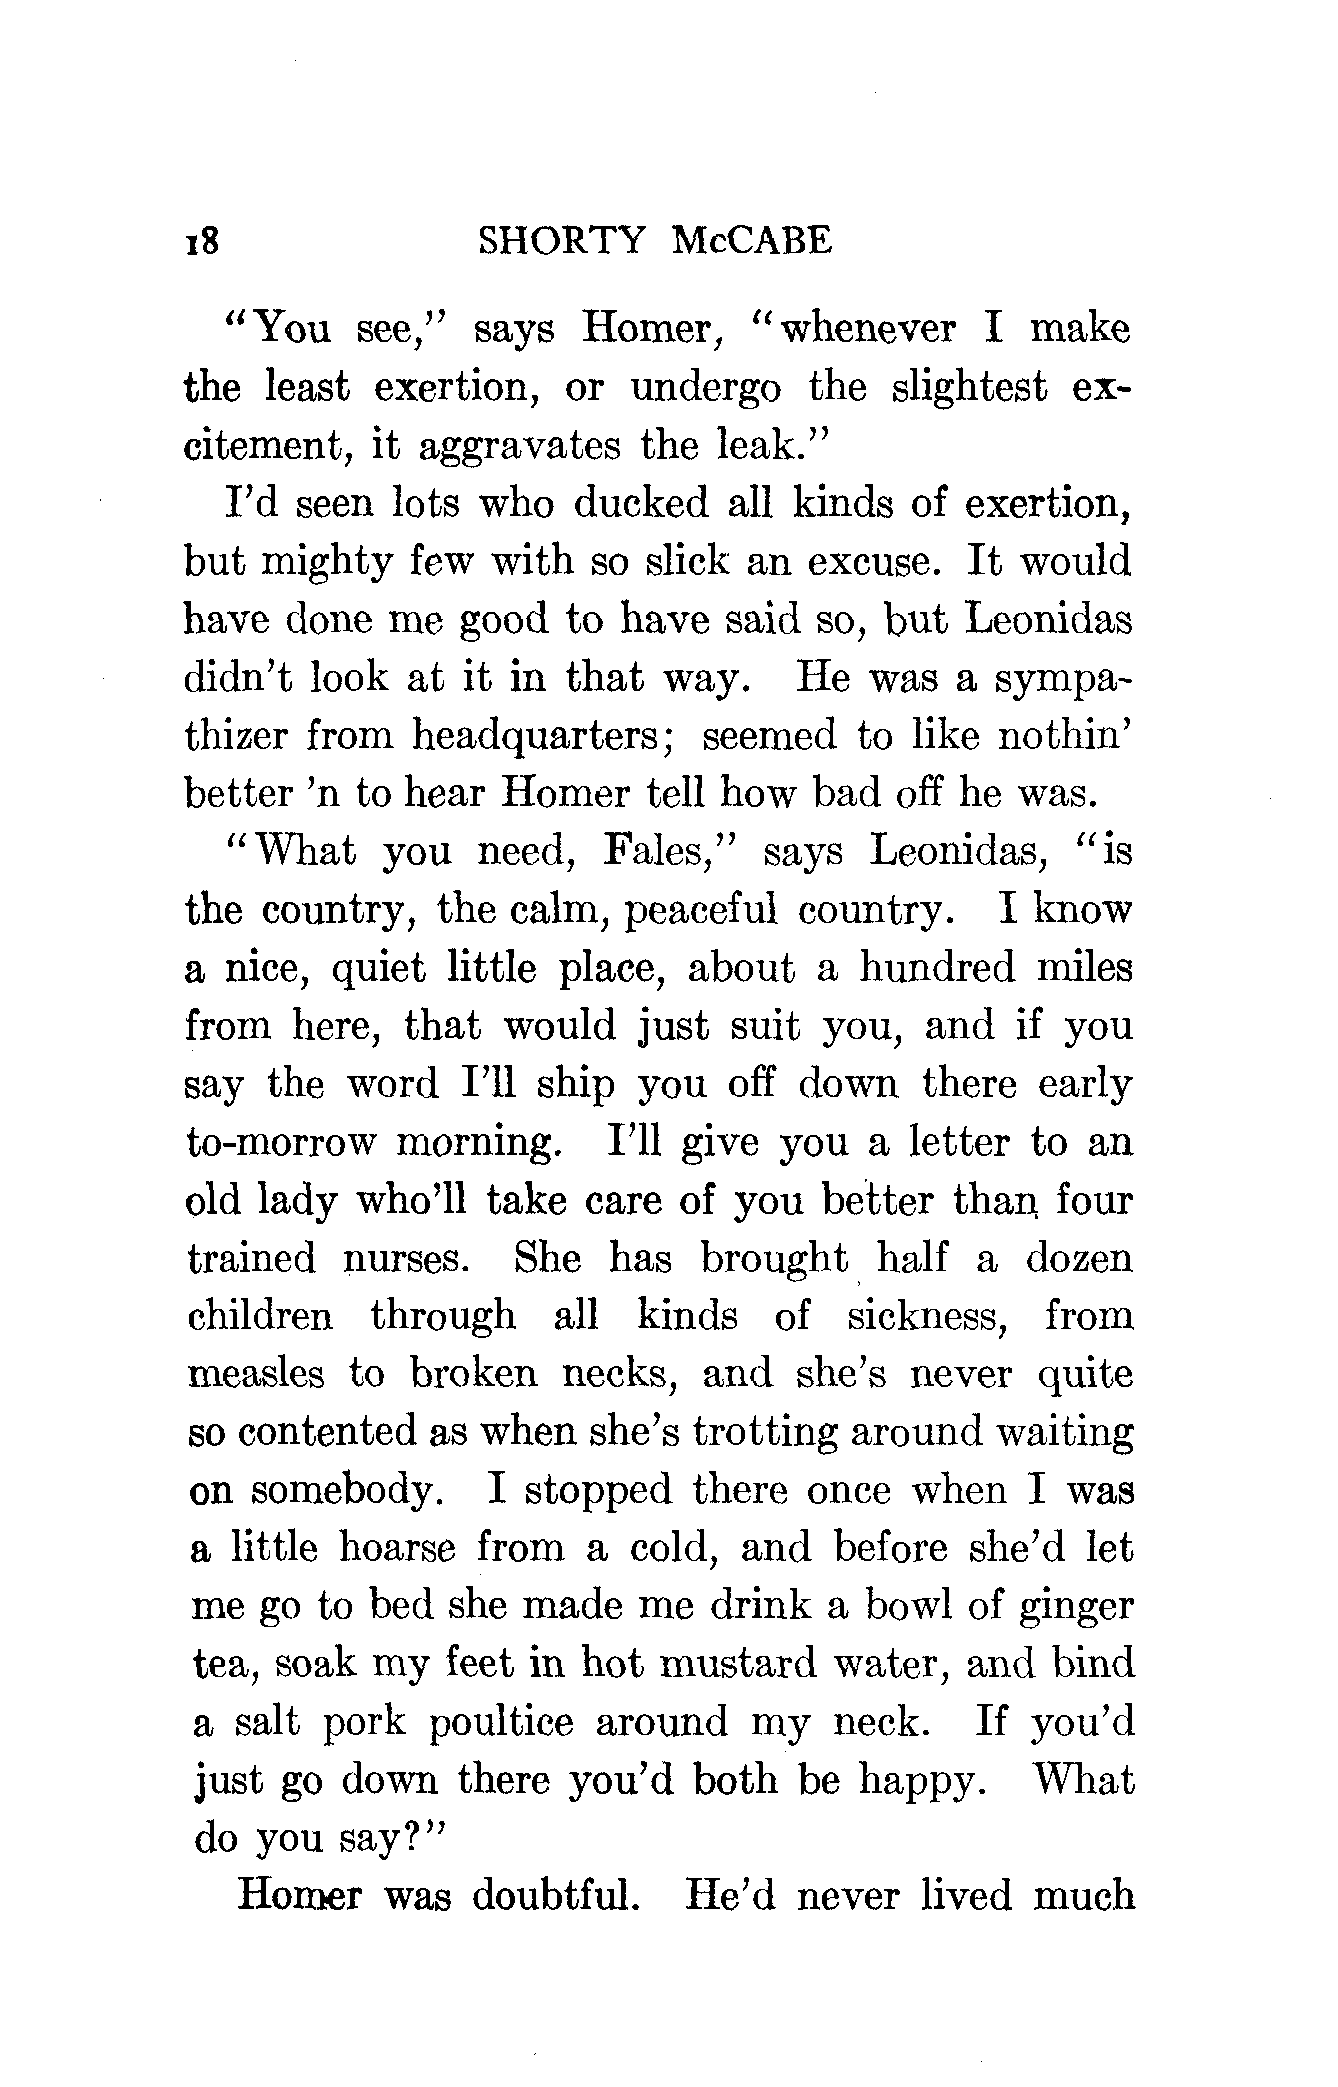 18 SHORTY McCABE
"You see," says Homer, "whenever I make
the least exertion, or undergo the slightest ex-
citement, it aggravates the leak."
I'd seen lots who ducked all kinds of exertion,
but mighty few with so slick an excuse. It would
have done me good to have said so, but Leonidas
didn't look at it in that way. He was a sympa-
thizer from headquarters; seemed to like nothin'
better 'n to hear Homer tell how bad off he was.
"What you need, Fales," says Leonidas, "is
the country, the calm, peaceful country. I know
a nice, quiet little place, about a hundred miles
from here, that would just suit you, and if you
say the word I'll ship you off down there early
to-morrow morning. I'll give you a letter to an
old lady who'll take care of you better than four
trained nurses. She has brought half a dozen
children through all kinds of sickness, from
measles to broken necks, and she's never quite
so contented as when she's trotting around waiting
on somebody. I stopped there once when I was
a little hoarse from a cold, and before she'd let
me go to bed she made me drink a bowl of ginger
tea, soak my feet in hot mustard water, and bind
a salt pork poultice around my neck. If you'd
just go down there you'd both be happy. What
do you say?"
Homer was doubtful. He'd never lived much